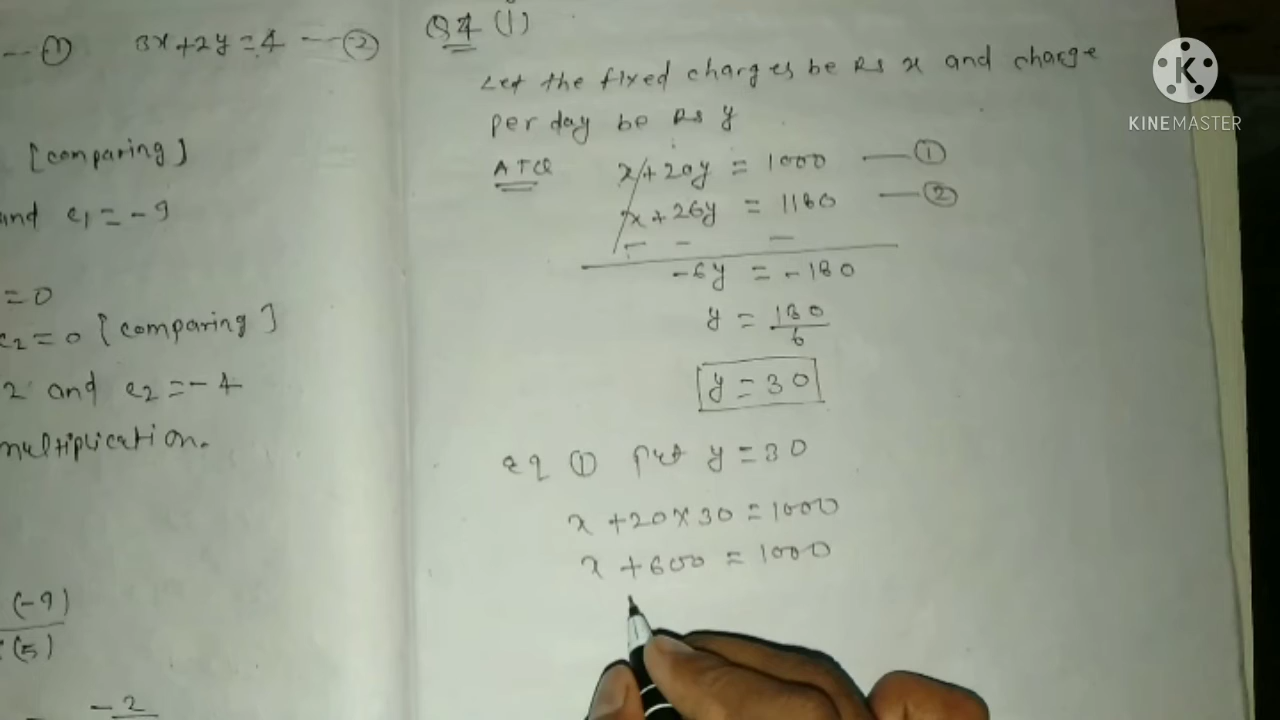 — ① 3x+2y=4 — ②
[comparing]
and c₁ = -9
=0
c₂=0 [comparing]
2 and c₂=-4
multiplication.
(-9)
(5)
-2
Q4 (i)
Let the fixed charges be Rs x and charge
per day be Rs y
ATQ x+20y = 1000 — ①
x+26y = 1180 — ②
- - -
-6y = -180
y = 180/6
y = 30
eq ① Put y = 30
x +20×30 = 1000
x + 600 = 1000
K
KINEMASTER